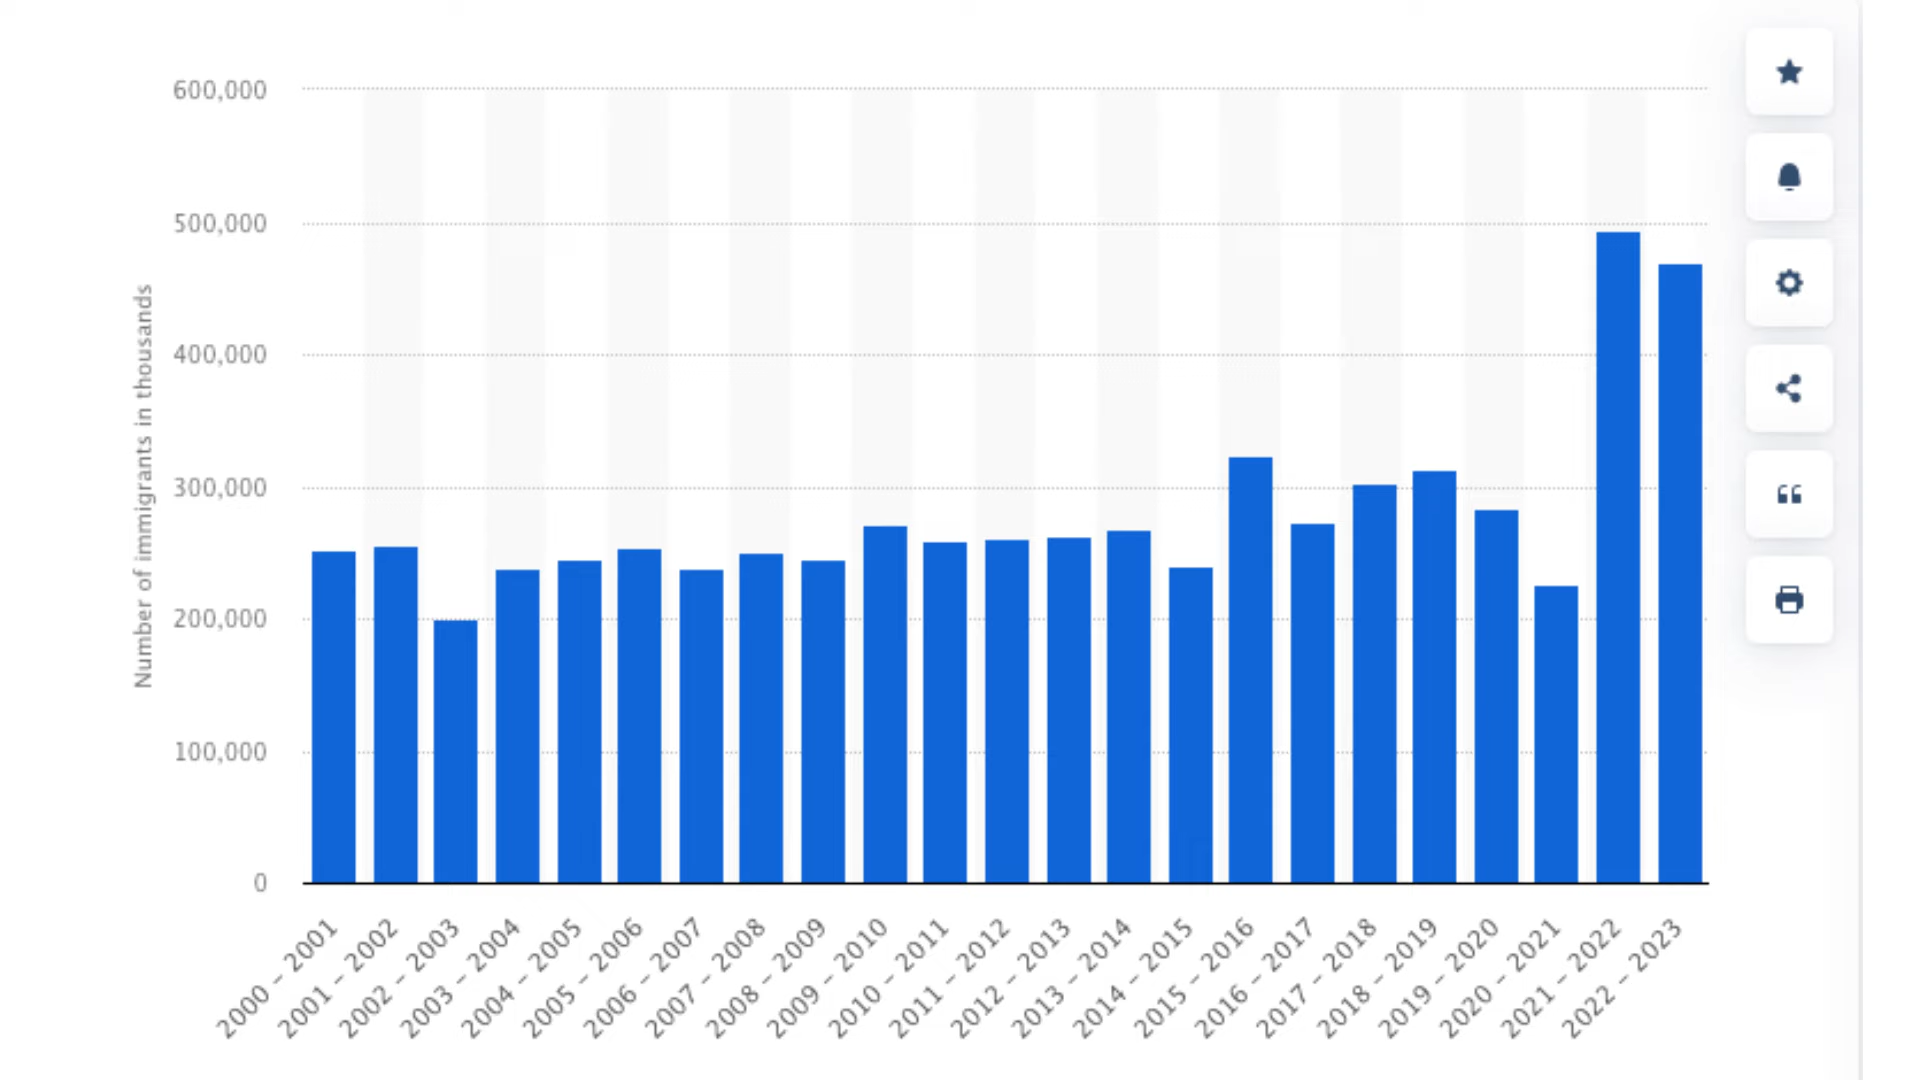 600,000
500,000
400,000
300,000
200,000
100,000
0
Number of immigrants in thousands
2000 – 2001
2001 – 2002
2002 – 2003
2003 – 2004
2004 – 2005
2005 – 2006
2006 – 2007
2007 – 2008
2008 – 2009
2009 – 2010
2010 – 2011
2011 – 2012
2012 – 2013
2013 – 2014
2014 – 2015
2015 – 2016
2016 – 2017
2017 – 2018
2018 – 2019
2019 – 2020
2020 – 2021
2021 – 2022
2022 – 2023